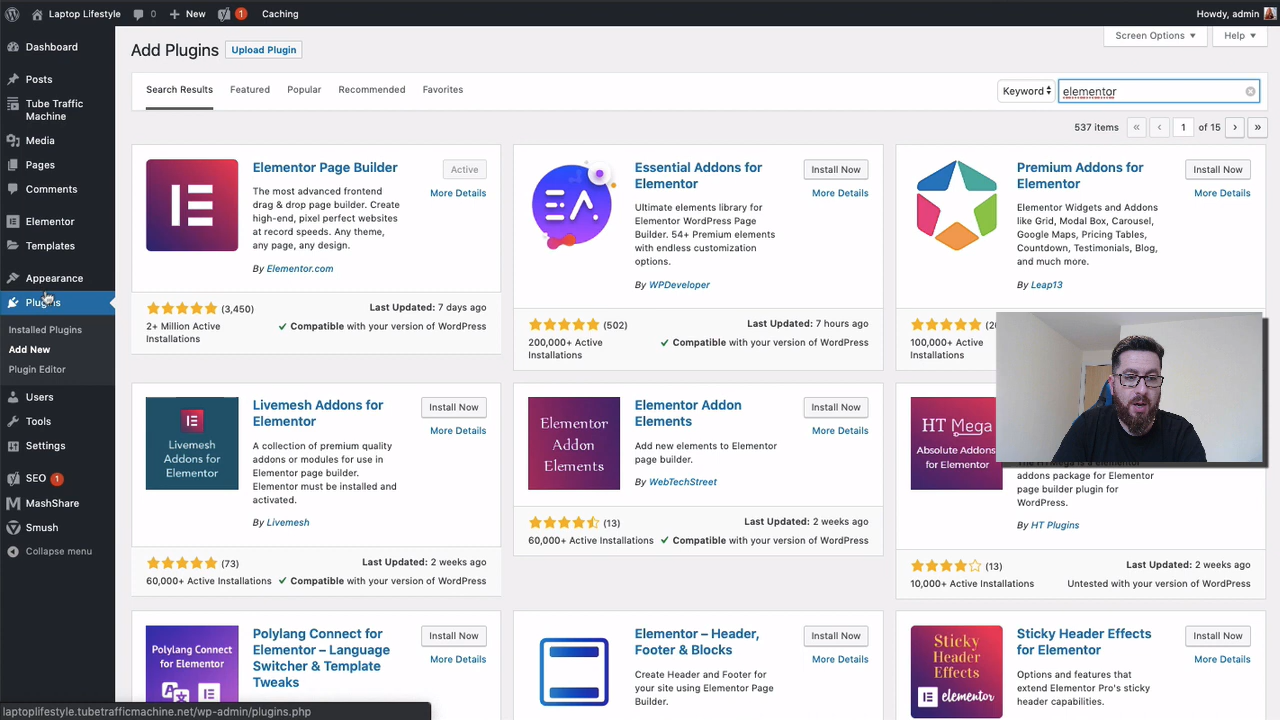 Laptop Lifestyle
New
1
Caching
Howdy, admin
Dashboard
Posts
Tube Traffic
Machine
Media
Pages
Comments
Elementor
Templates
Appearance
Plugins
Installed Plugins
Add New
Plugin Editor
Users
Tools
Settings
SEO 1
MashShare
Smush
Collapse menu
Add Plugins
Upload Plugin
Screen Options
Help
Search Results
Featured
Popular
Recommended
Favorites
Keyword
elementor
537 items « ‹ 1 of 15 › »
Elementor Page Builder
Active
More Details
The most advanced frontend
drag & drop page builder. Create
high-end, pixel perfect websites
at record speeds. Any theme,
any page, any design.
By Elementor.com
(3,450)
2+ Million Active
Installations
Last Updated: 7 days ago
Compatible with your version of WordPress
EA
Essential Addons for
Elementor
Install Now
More Details
Ultimate elements library for
Elementor WordPress Page
Builder. 54+ Premium elements
with endless customization
options.
By WPDeveloper
(502)
200,000+ Active
Installations
Last Updated: 7 hours ago
Compatible with your version of WordPress
Premium Addons for
Elementor
Install Now
More Details
Elementor Widgets and Addons
like Grid, Modal Box, Carousel,
Google Maps, Pricing Tables,
Countdown, Testimonials, Blog,
and much more.
By Leap13
100,000+ Active
Installations
Livemesh
Addons for
Elementor
Livemesh Addons for
Elementor
Install Now
More Details
A collection of premium quality
addons or modules for use in
Elementor page builder.
Elementor must be installed and
activated.
By Livemesh
(73)
60,000+ Active Installations
Last Updated: 2 weeks ago
Compatible with your version of WordPress
Elementor
Addon
Elements
Elementor Addon
Elements
Install Now
More Details
Add new elements to Elementor
page builder.
By WebTechStreet
(13)
60,000+ Active Installations
Last Updated: 2 weeks ago
Compatible with your version of WordPress
HT Mega
Absolute Addons
for Elementor
addons package for Elementor
page builder plugin for
WordPress.
By HT Plugins
(13)
10,000+ Active Installations
Last Updated: 2 weeks ago
Untested with your version of WordPress
Polylang Connect
for Elementor
Polylang Connect for
Elementor – Language
Switcher & Template
Tweaks
Install Now
More Details
Elementor – Header,
Footer & Blocks
Install Now
More Details
Create Header and Footer for
your site using Elementor Page
Builder.
Sticky
Header
Effects
for
elementor
Sticky Header Effects
for Elementor
Install Now
More Details
Options and features that
extend Elementor Pro's sticky
header capabilities.
laptoplifestyle.tubetrafficmachine.net/wp-admin/plugins.php